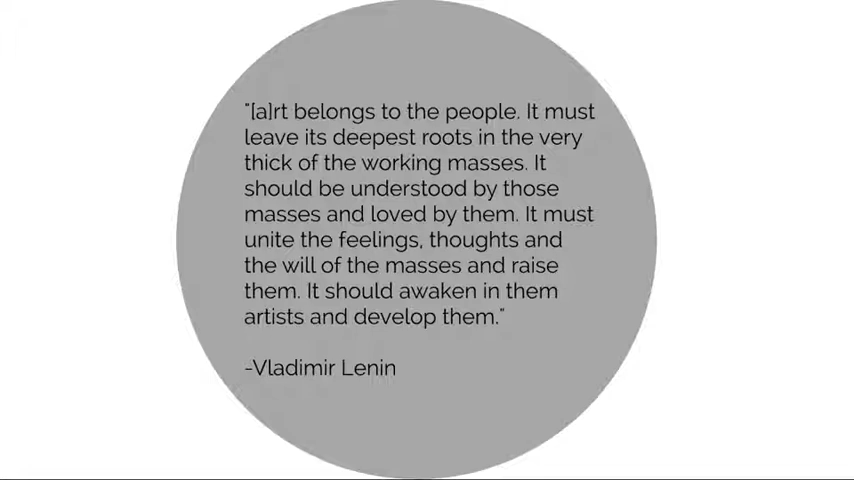 "[a]rt belongs to the people. It must
leave its deepest roots in the very
thick of the working masses. It
should be understood by those
masses and loved by them. It must
unite the feelings, thoughts and
the will of the masses and raise
them. It should awaken in them
artists and develop them."
-Vladimir Lenin